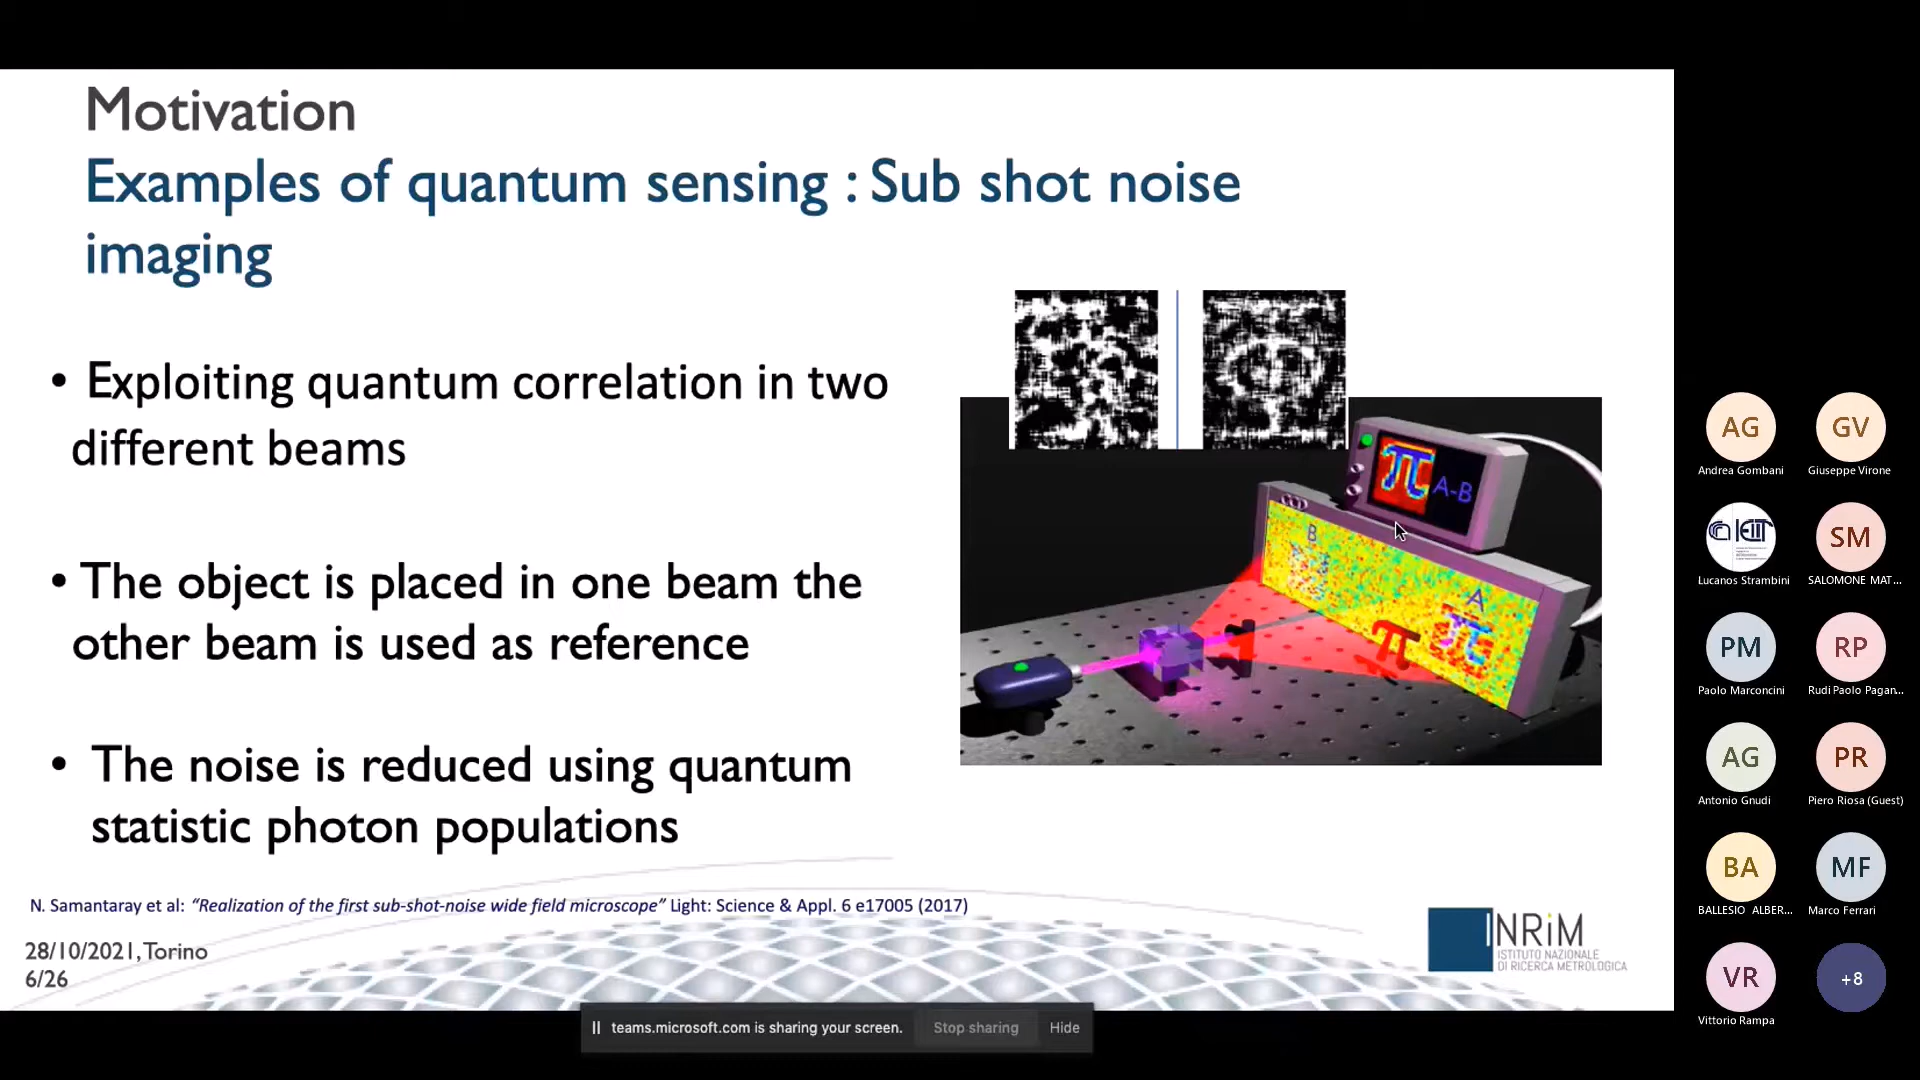 Motivation
Examples of quantum sensing : Sub shot noise
imaging
• Exploiting quantum correlation in two
different beams
• The object is placed in one beam the
other beam is used as reference
• The noise is reduced using quantum
statistic photon populations
π A-B
B
A
π
π
N. Samantaray et al: “Realization of the first sub-shot-noise wide field microscope” Light: Science & Appl. 6 e17005 (2017)
28/10/2021, Torino
6/26
INRiM
ISTITUTO NAZIONALE
DI RICERCA METROLOGICA
teams.microsoft.com is sharing your screen. Stop sharing Hide
AG GV
Andrea Gombani Giuseppe Virone
IEIIT SM
Lucanos Strambini SALOMONE MAT...
PM RP
Paolo Marconcini Rudi Paolo Pagan...
AG PR
Antonio Gnudi Piero Riosa (Guest)
BA MF
BALLESIO ALBER... Marco Ferrari
VR +8
Vittorio Rampa